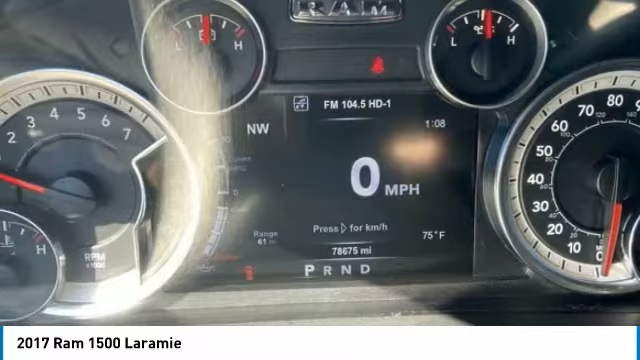 RAM
L H
L H
FM 104.5 HD-1
NW
1:08
0 MPH
Press ▷ for km/h
Range
61 mi
75°F
78675 mi
P R N D
2 3 4 5 6 7
RPM
x1000
H
10 20 30 40 50 60 70 80
2017 Ram 1500 Laramie